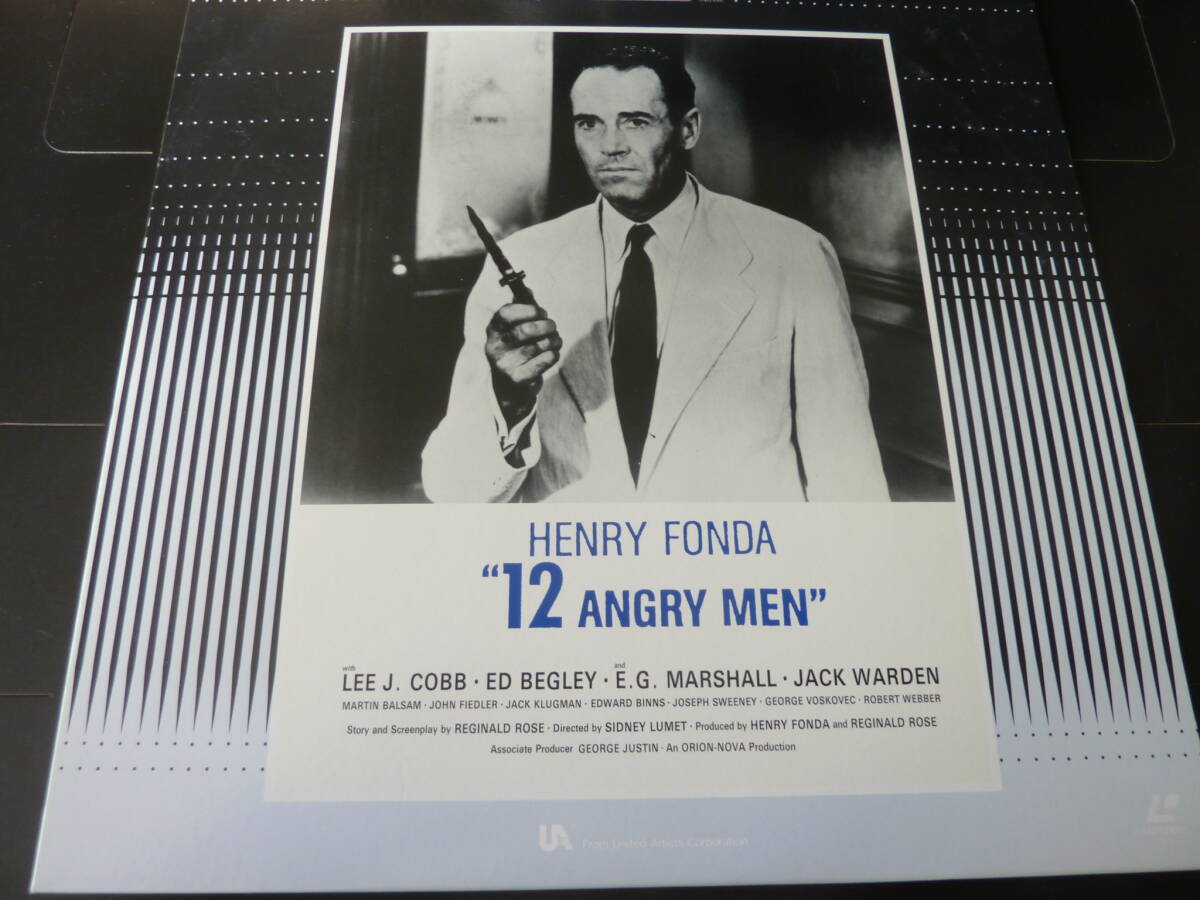 HENRY FONDA
“12 ANGRY MEN”
with LEE J. COBB · ED BEGLEY · and E.G. MARSHALL · JACK WARDEN
MARTIN BALSAM · JOHN FIEDLER · JACK KLUGMAN · EDWARD BINNS · JOSEPH SWEENEY · GEORGE VOSKOVEC · ROBERT WEBBER
Story and Screenplay by REGINALD ROSE · Directed by SIDNEY LUMET · Produced by HENRY FONDA and REGINALD ROSE
Associate Producer GEORGE JUSTIN · An ORION-NOVA Production
UA From United Artists Corporation